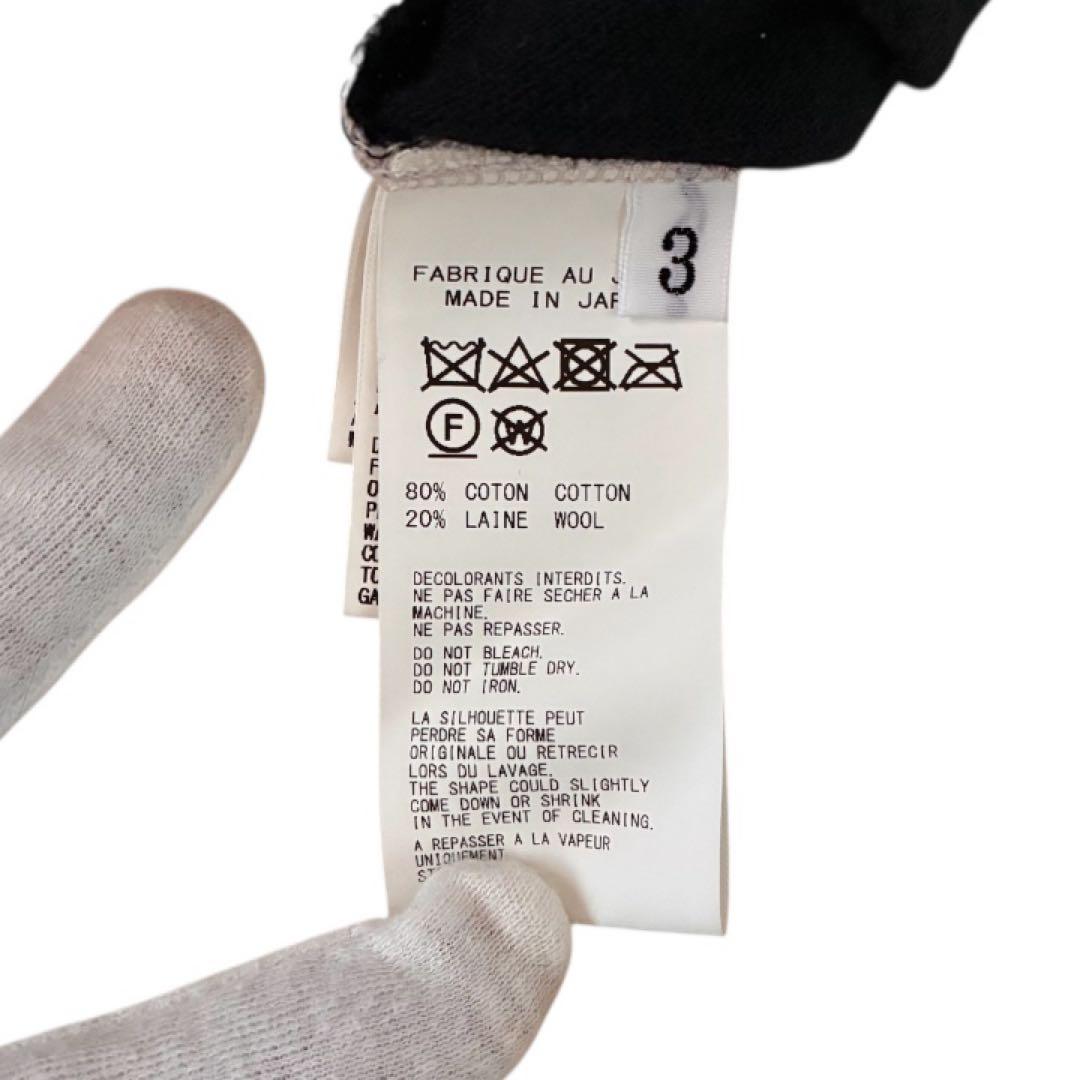 3
FABRIQUE AU
MADE IN
F
W
80% COTON COTTON
20% LAINE WOOL
DECOLORANTS INTERDITS.
NE PAS FAIRE SECHER A LA
MACHINE.
NE PAS REPASSER.
DO NOT BLEACH.
DO NOT TUMBLE DRY.
DO NOT IRON.
LA SILHOUETTE PEUT
PERDRE SA FORME
ORIGINALE OU RETRECIR
LORS DU LAVAGE.
THE SHAPE COULD SLIGHTLY
COME DOWN OR SHRINK
IN THE EVENT OF CLEANING.
A REPASSER A LA VAPEUR
UNIQUEMENT